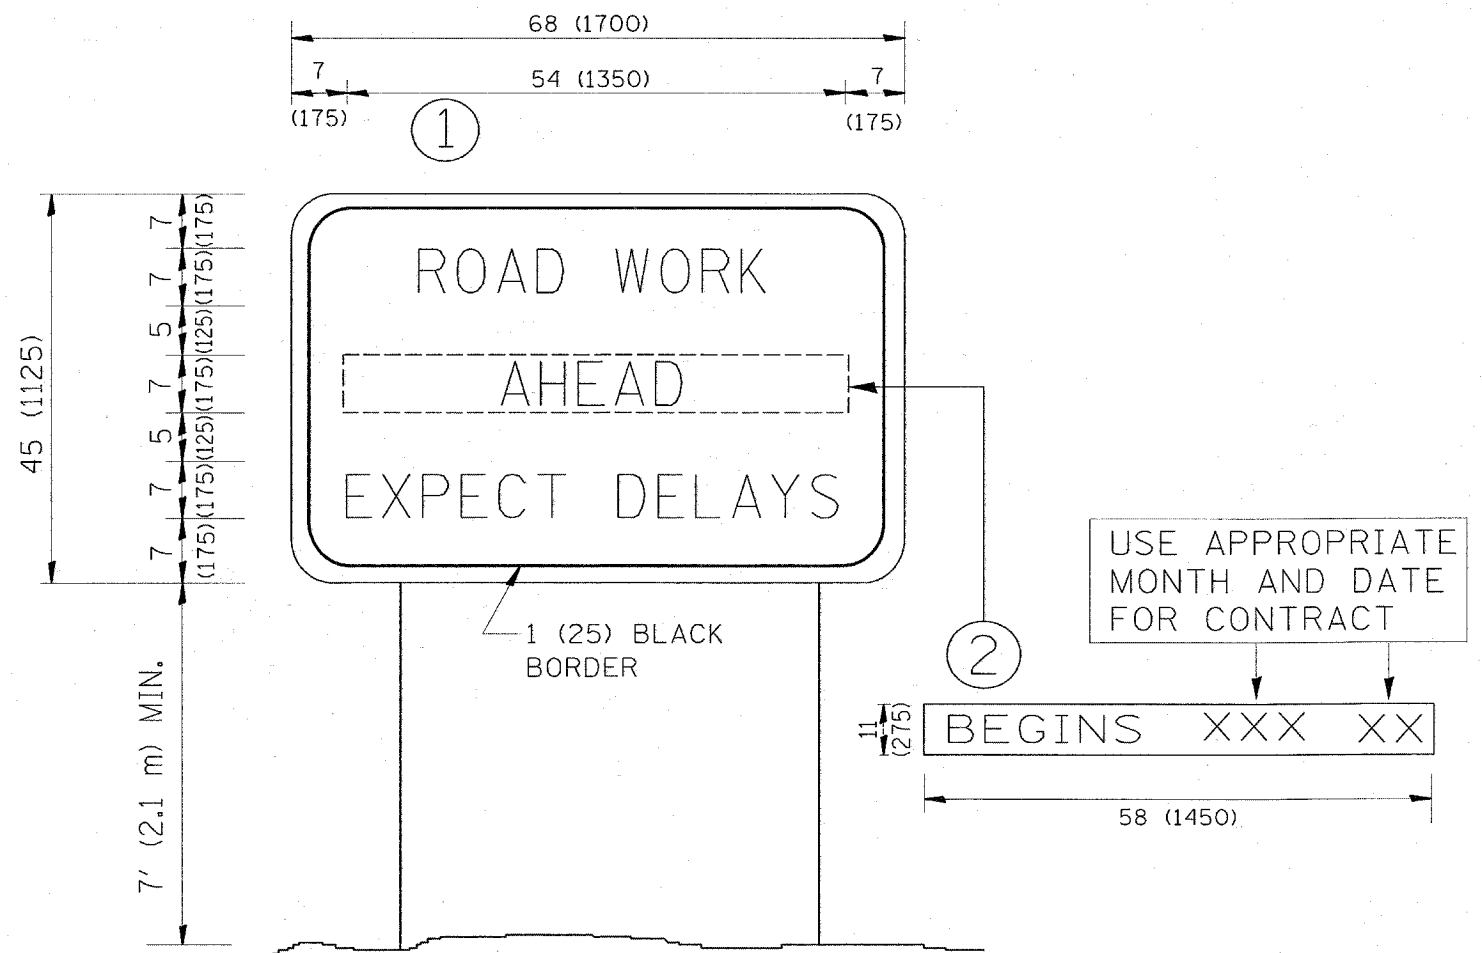 68 (1700)
7
54 (1350)
7
(175)
(175)
1
45 (1125)
7
(175)
7
(175)
5
(125)
7
(175)
5
(125)
7
(175)
7
(175)
ROAD WORK
AHEAD
EXPECT DELAYS
1 (25) BLACK
BORDER
7' (2.1 m) MIN.
2
USE APPROPRIATE
MONTH AND DATE
FOR CONTRACT
11
(275)
BEGINS XXX XX
58 (1450)